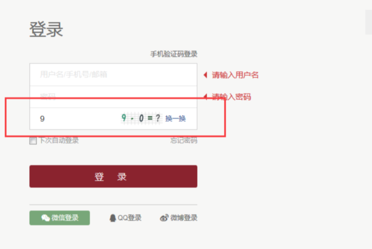 登录
手机验证码登录
用户名/手机号/邮箱
请输入用户名
密码
请输入密码
9
9 - 0 = ? 换一换
下次自动登录 忘记密码
登 录
微信登录 QQ登录 微博登录